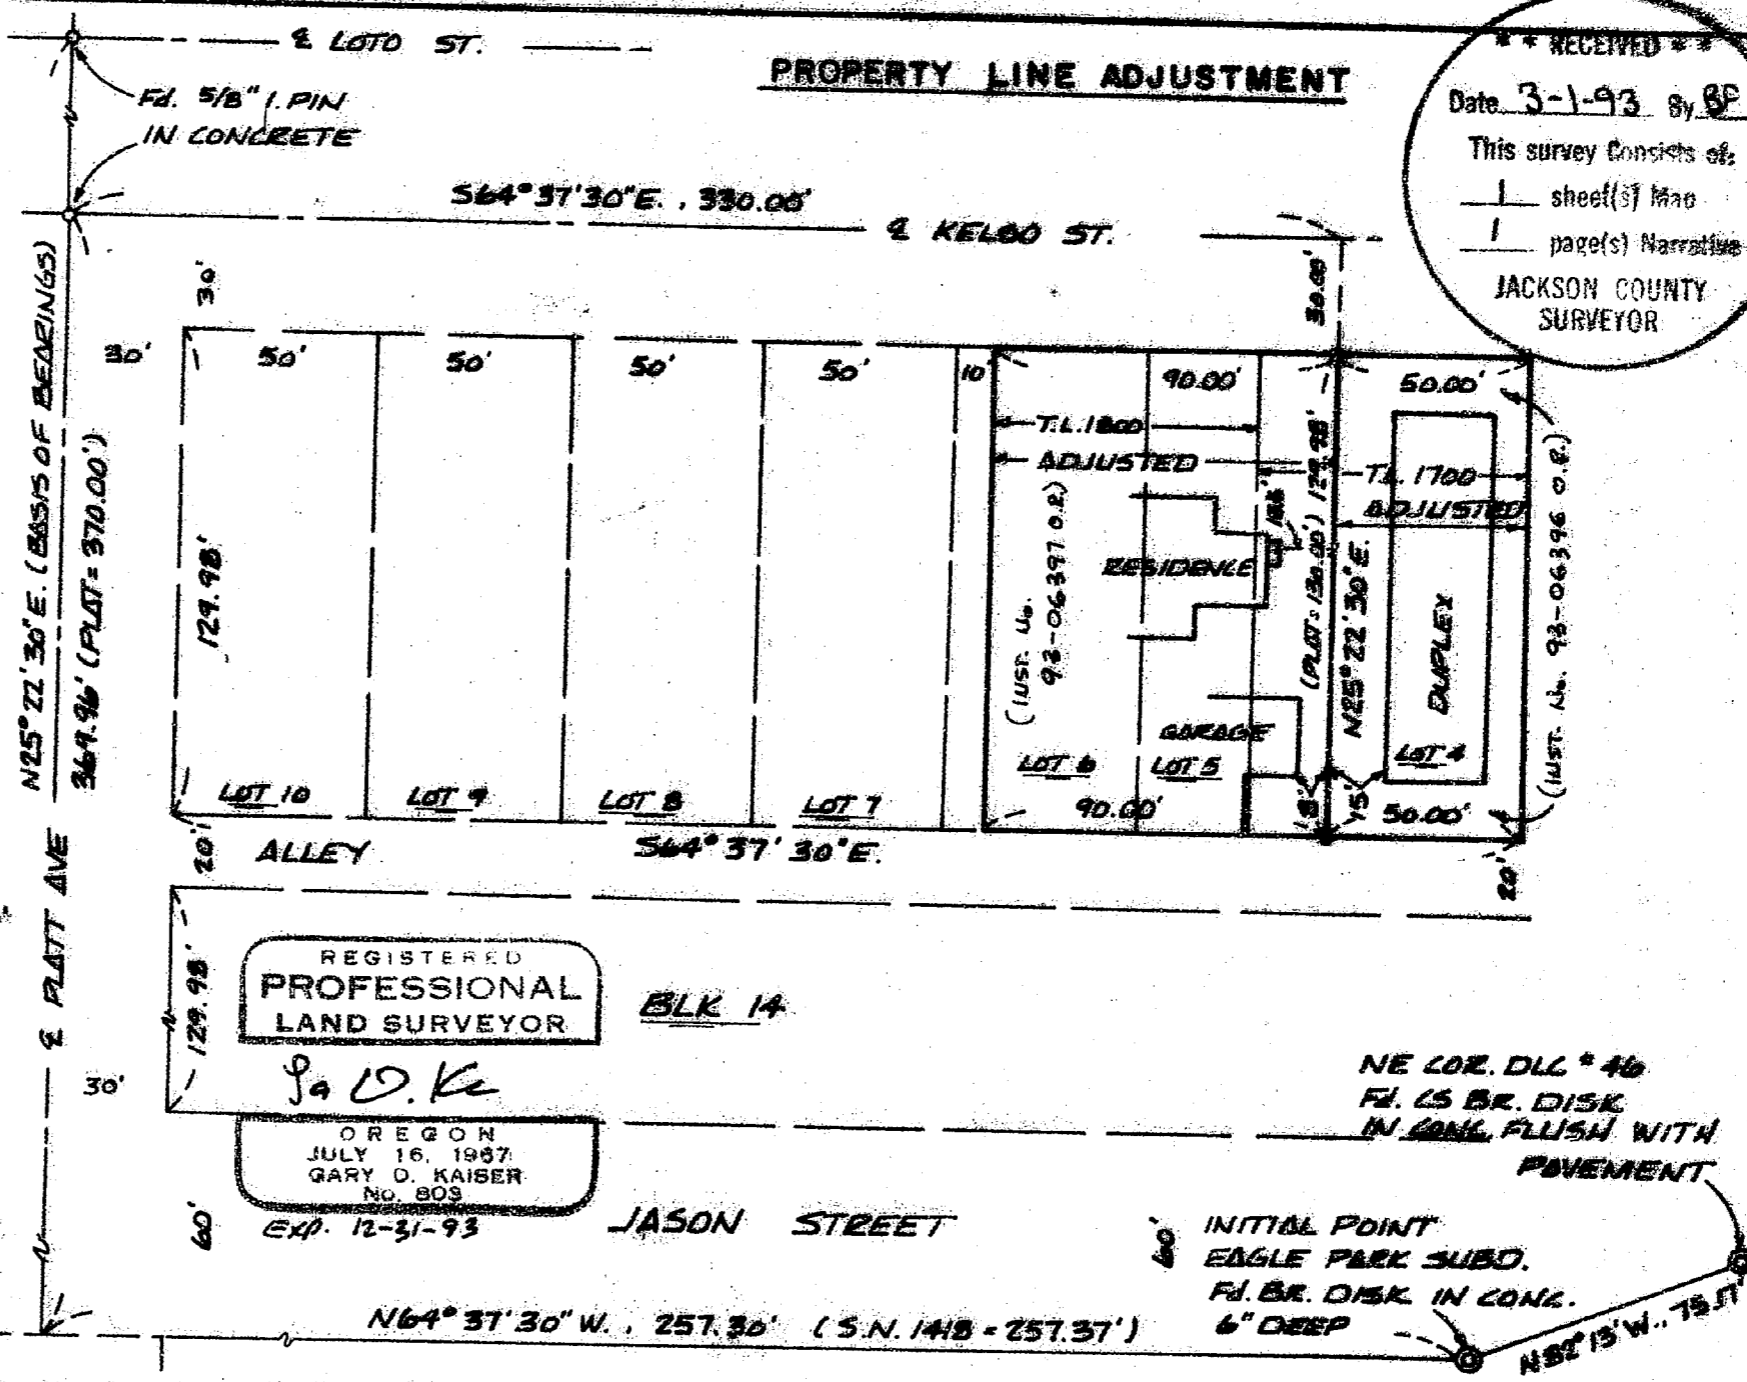 ℄ LOTO ST.
PROPERTY LINE ADJUSTMENT
* * RECEIVED * *
Date 3-1-93 By BP
This survey Consists of:
1 sheet(s) Map
1 page(s) Narrative
JACKSON COUNTY
SURVEYOR
Fd. 5/8" I. PIN
IN CONCRETE
S64°37'30"E., 330.00'
℄ KELSO ST.
30'
30.00'
30'
50'
50'
50'
50'
10'
90.00'
50.00'
T.L. 1800
ADJUSTED
T.L. 1700
ADJUSTED
N25°22'30"E. (BASIS OF BEARINGS)
369.96' (PLAT = 370.00')
129.98'
(INST. No.
93-06397 O.R.)
RESIDENCE
(PLAT = 130.00') 129.98'
N25°22'30"E.
DUPLEX
(INST. No. 93-06396 O.R.)
GARAGE
LOT 10
LOT 9
LOT 8
LOT 7
LOT 6
LOT 5
LOT 4
90.00'
1.8'
15'
50.00'
20'
ALLEY
S64°37'30"E.
20'
℄ PLATT AVE
129.98'
REGISTERED
PROFESSIONAL
LAND SURVEYOR
BLK 14
30'
OREGON
JULY 16, 1967
GARY D. KAISER
No. 803
EXP. 12-31-93
NE COR. DLC #46
Fd. CS BR. DISK
IN CONC. FLUSH WITH
PAVEMENT
60'
JASON STREET
60'
INITIAL POINT
EAGLE PARK SUBD.
Fd. BR. DISK IN CONC.
6" DEEP
N64°37'30"W., 257.30' (S.N. 1418 = 257.37')
N82°13'W.,